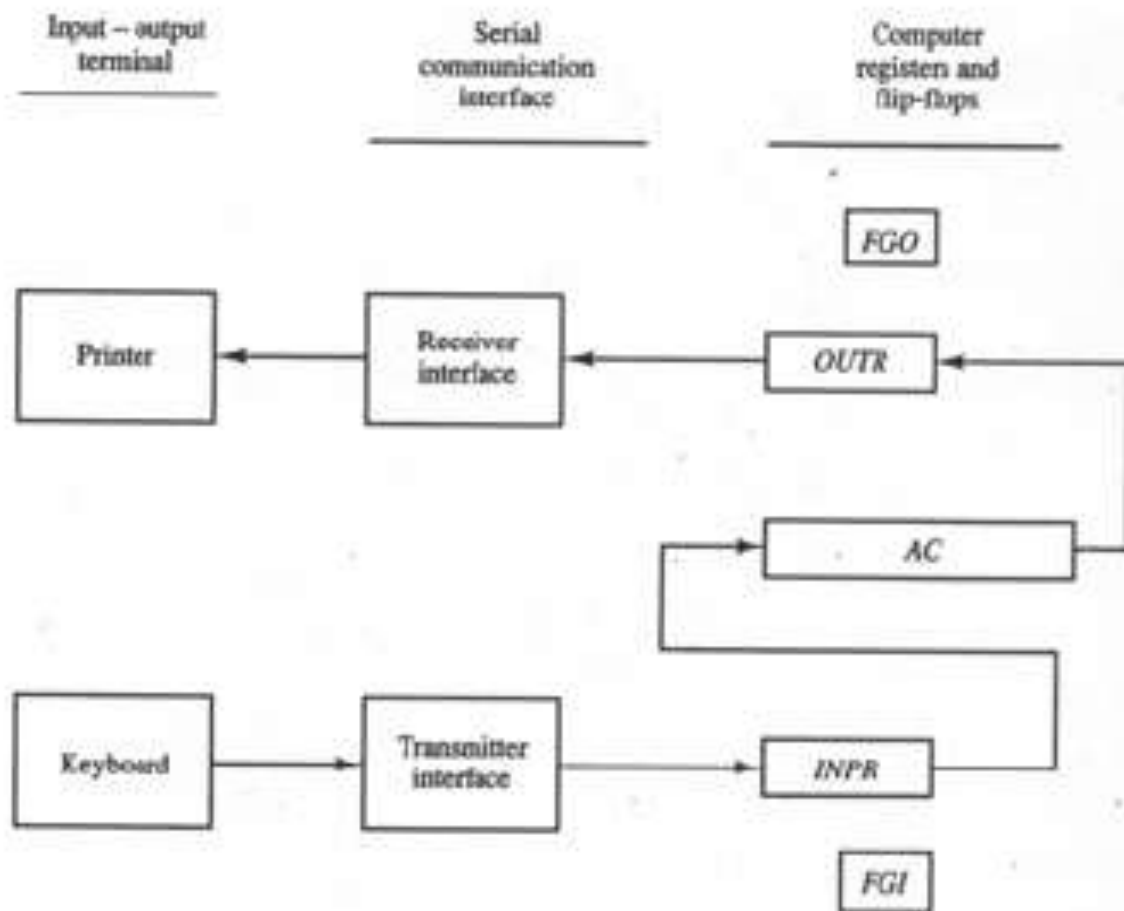 Input – output
terminal
Serial
communication
interface
Computer
registen and
flip-flops
FGO
Printer
Receiver
interface
OUTR
AC
Keyboard
Transmitter
interface
INPR
FGI